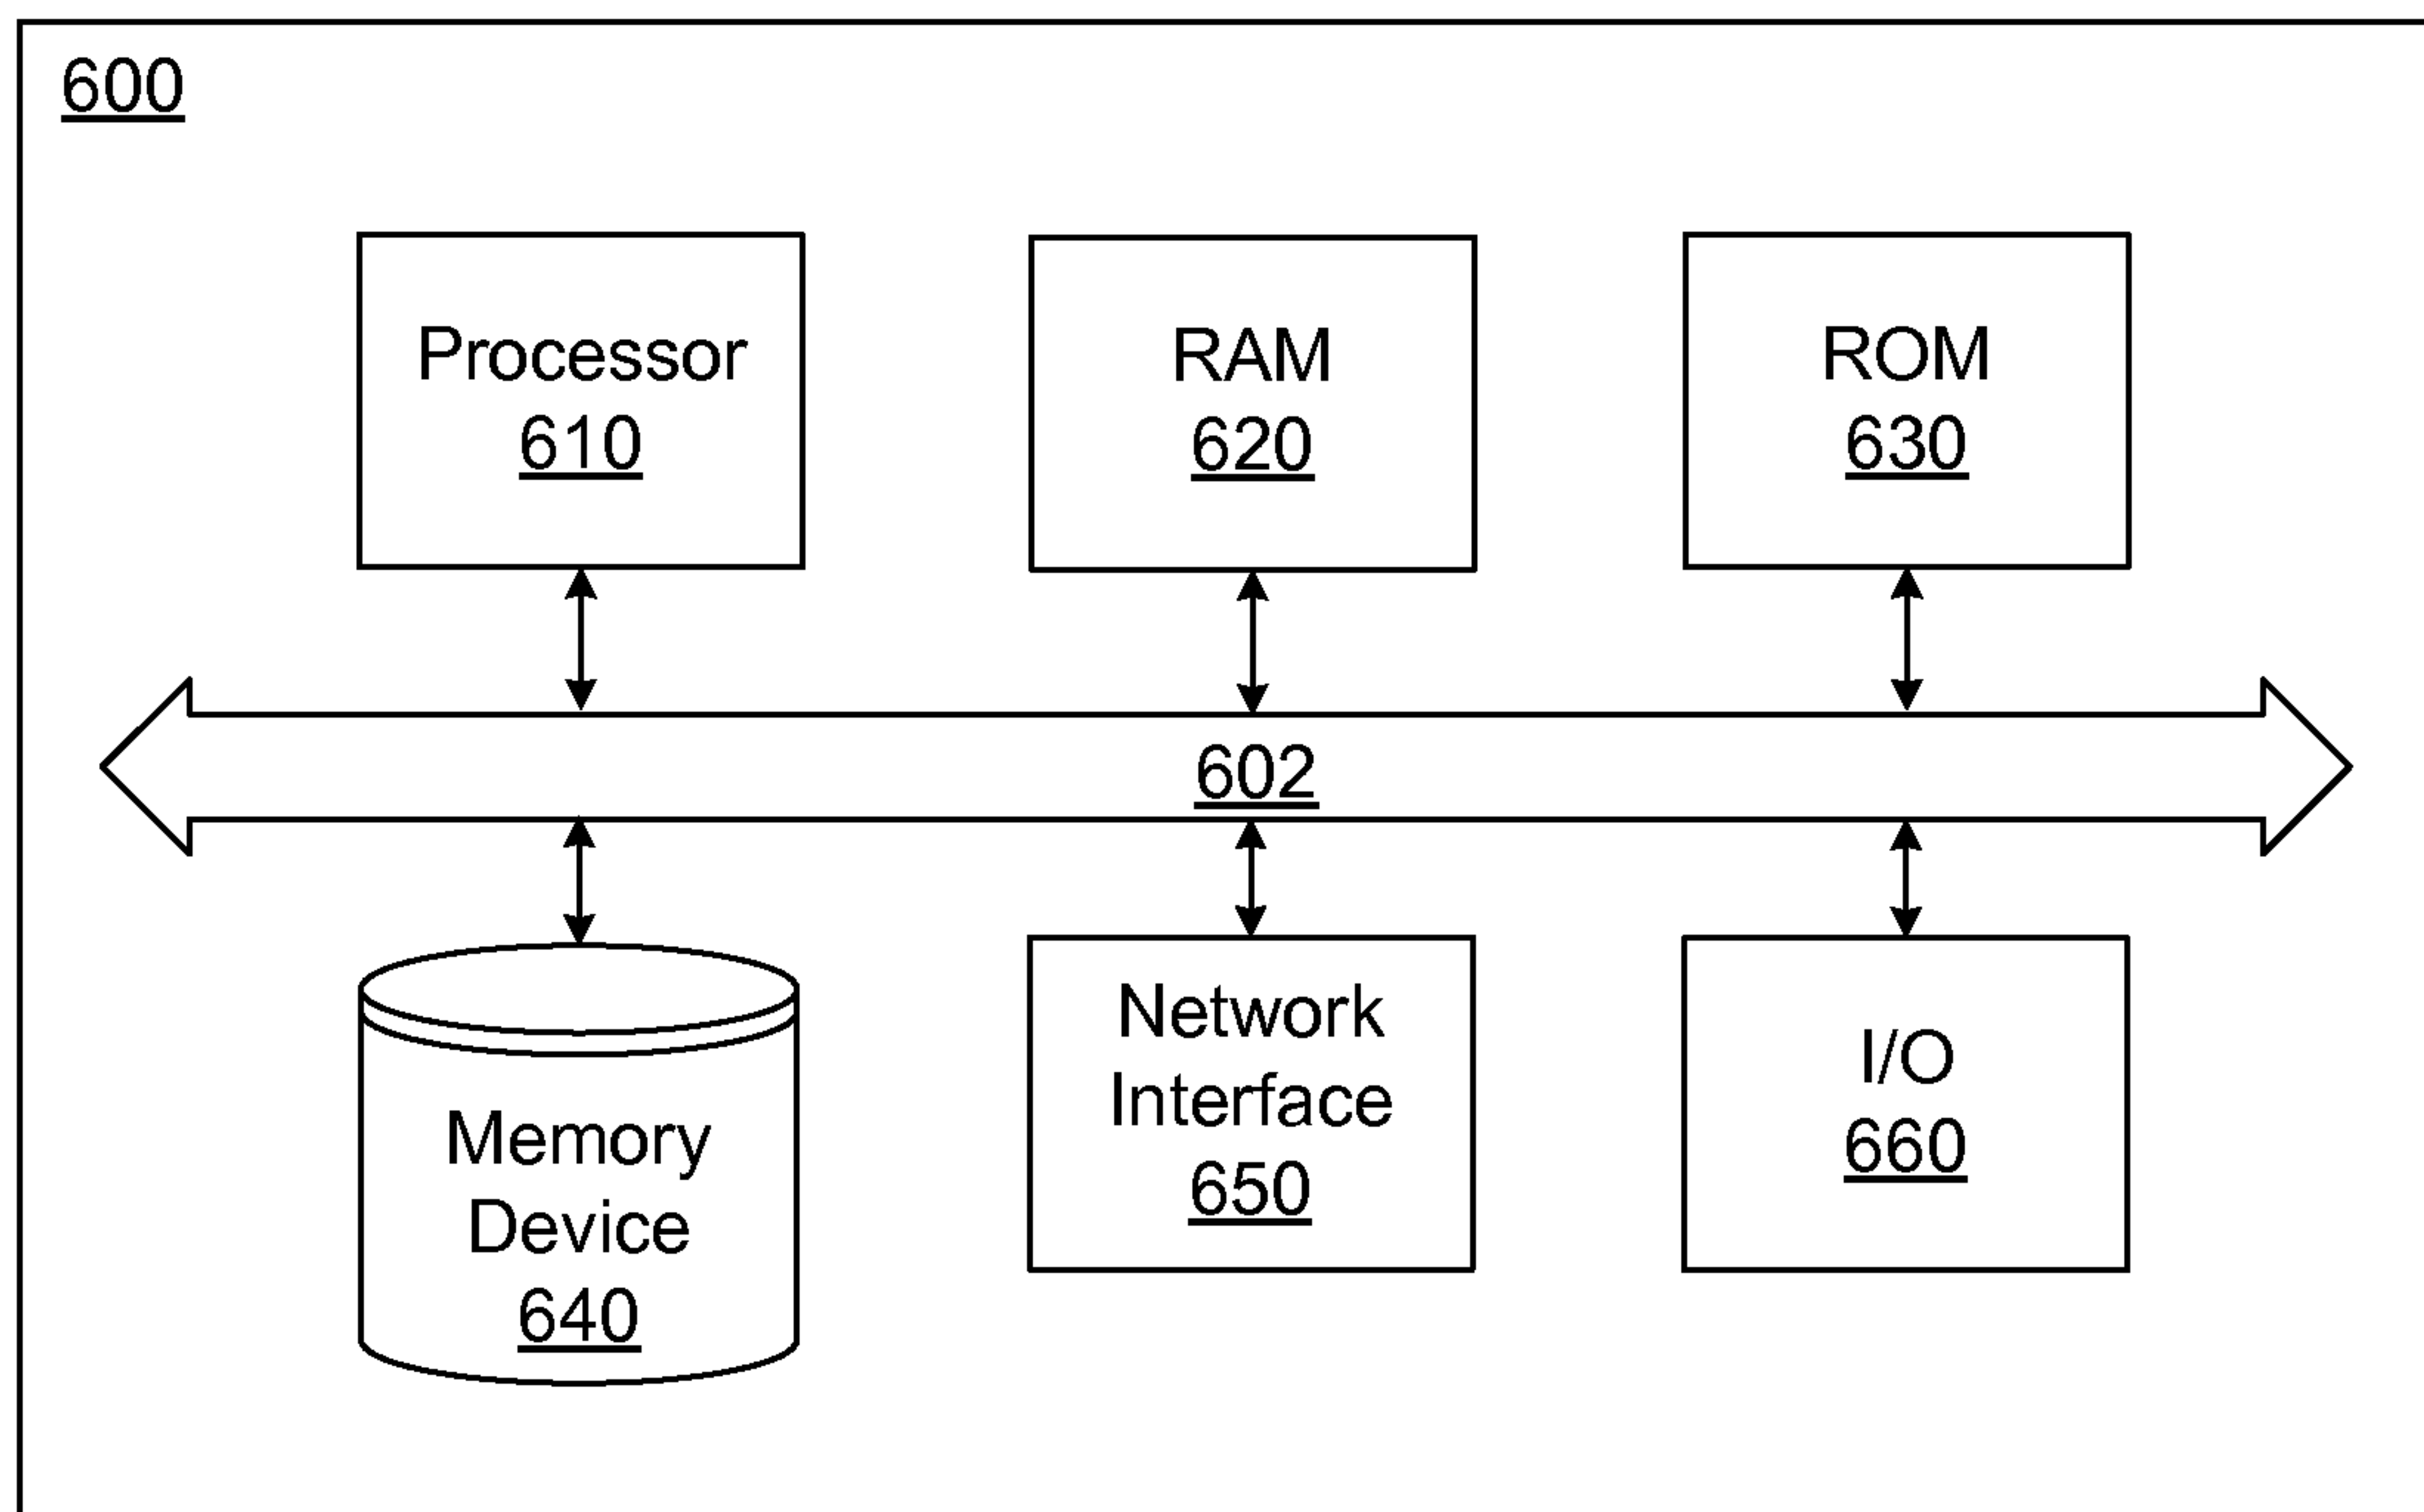 600
Processor
610
RAM
620
ROM
630
602
Memory
Device
640
Network
Interface
650
I/O
660